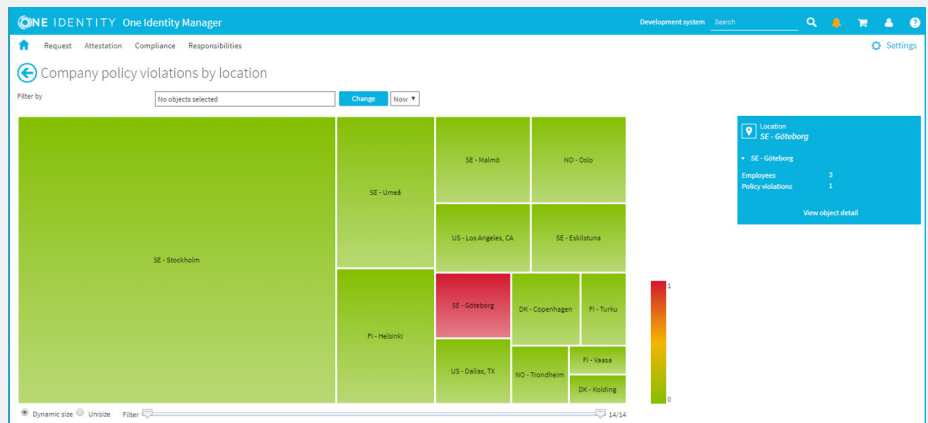 ONE IDENTITY One Identity Manager
Development system Search
Request Attestation Compliance Responsibilities
Settings
Company policy violations by location
Filter by No objects selected Change Now
SE - Stockholm
SE - Umeå
FI - Helsinki
SE - Malmö
NO - Oslo
US - Los Angeles, CA
SE - Eskilstuna
SE - Göteborg
DK - Copenhagen
FI - Turku
US - Dallas, TX
NO - Trondheim
FI - Vaasa
DK - Kolding
1
0
Location
SE - Göteborg
• SE - Göteborg
Employees 3
Policy violations 1
View object detail
Dynamic size Unisize Filter 14/14